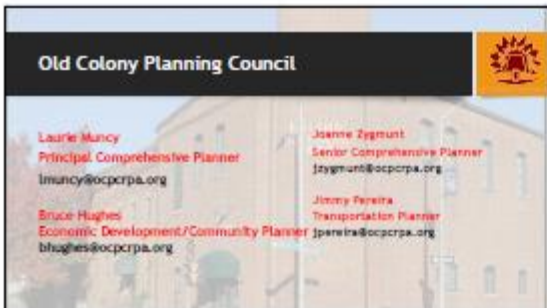 Old Colony Planning Council
Laurie Muncy
Principal Comprehensive Planner
lmuncy@ocpcrpa.org
Bruce Hughes
Economic Development/Community Planner
bhughes@ocpcrpa.org
Joanne Zygmunt
Senior Comprehensive Planner
jzygmunt@ocpcrpa.org
Jimmy Pereira
Transportation Planner
jpereira@ocpcrpa.org